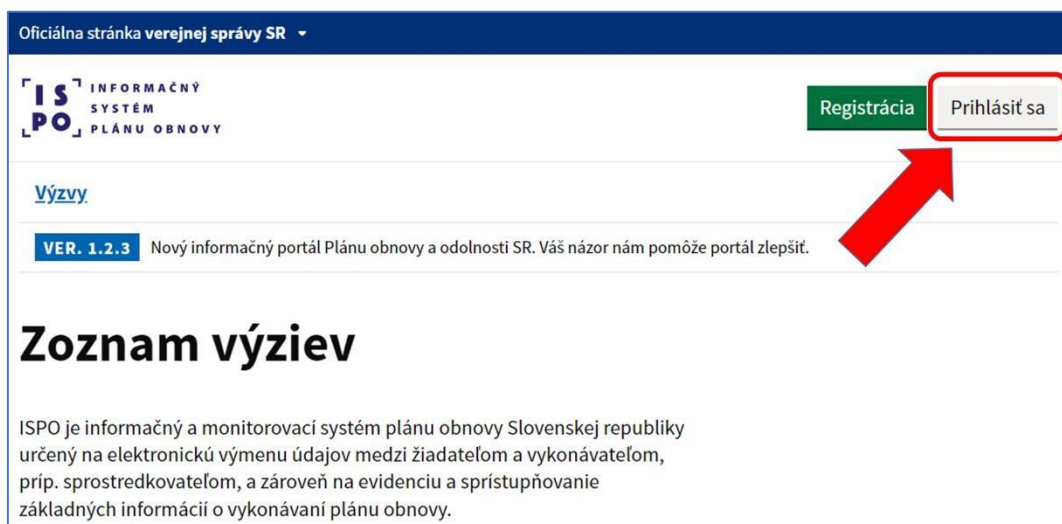 Oficiálna stránka verejnej správy SR
IS INFORMAČNÝ
SYSTÉM
PO PLÁNU OBNOVY
Registrácia
Prihlásiť sa
Výzvy
VER. 1.2.3 Nový informačný portál Plánu obnovy a odolnosti SR. Váš názor nám pomôže portál zlepšiť.
Zoznam výziev
ISPO je informačný a monitorovací systém plánu obnovy Slovenskej republiky
určený na elektronickú výmenu údajov medzi žiadateľom a vykonávateľom,
príp. sprostredkovateľom, a zároveň na evidenciu a sprístupňovanie
základných informácií o vykonávaní plánu obnovy.